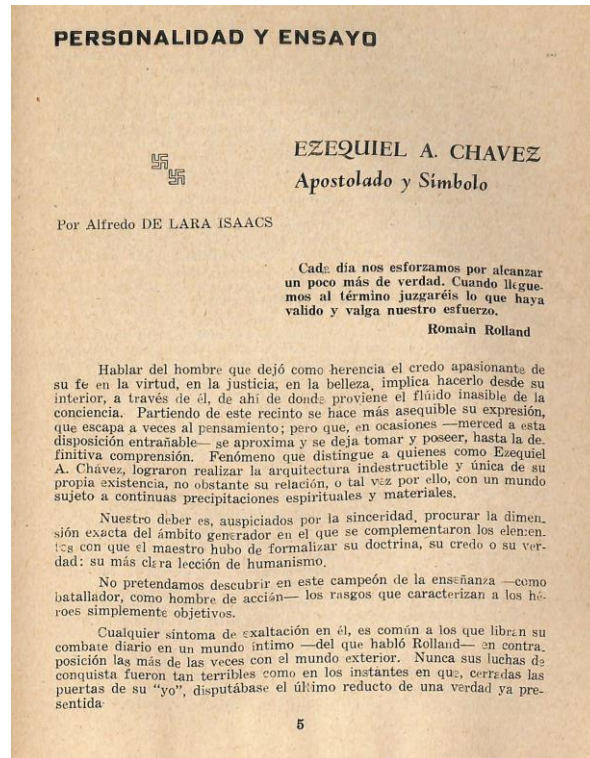 PERSONALIDAD Y ENSAYO
EZEQUIEL A. CHAVEZ
Apostolado y Símbolo
Por Alfredo DE LARA ISAACS
Cada día nos esforzamos por alcanzar
un poco más de verdad. Cuando llegue-
mos al término juzgaréis lo que haya
valido y valga nuestro esfuerzo.
Romain Rolland
Hablar del hombre que dejó como herencia el credo apasionante de
su fe en la virtud, en la justicia, en la belleza, implica hacerlo desde su
interior, a través de él, de ahí de donde proviene el flúido inasible de la
conciencia. Partiendo de este recinto se hace más asequible su expresión,
que escapa a veces al pensamiento; pero que, en ocasiones —merced a esta
disposición entrañable— se aproxima y se deja tomar y poseer, hasta la de-
finitiva comprensión. Fenómeno que distingue a quienes como Ezequiel
A. Chávez, lograron realizar la arquitectura indestructible y única de su
propia existencia, no obstante su relación, o tal vez por ello, con un mundo
sujeto a continuas precipitaciones espirituales y materiales.
Nuestro deber es, auspiciados por la sinceridad, procurar la dimen-
sión exacta del ámbito generador en el que se complementaron los elemen-
tos con que el maestro hubo de formalizar su doctrina, su credo o su ver-
dad: su más clara lección de humanismo.
No pretendamos descubrir en este campeón de la enseñanza —como
batallador, como hombre de acción— los rasgos que caracterizan a los hé-
roes simplemente objetivos.
Cualquier síntoma de exaltación en él, es común a los que libran su
combate diario en un mundo íntimo —del que habló Rolland— en contra-
posición las más de las veces con el mundo exterior. Nunca sus luchas de
conquista fueron tan terribles como en los instantes en que, cerradas las
puertas de su "yo", disputábase el último reducto de una verdad ya pre-
sentida.
5